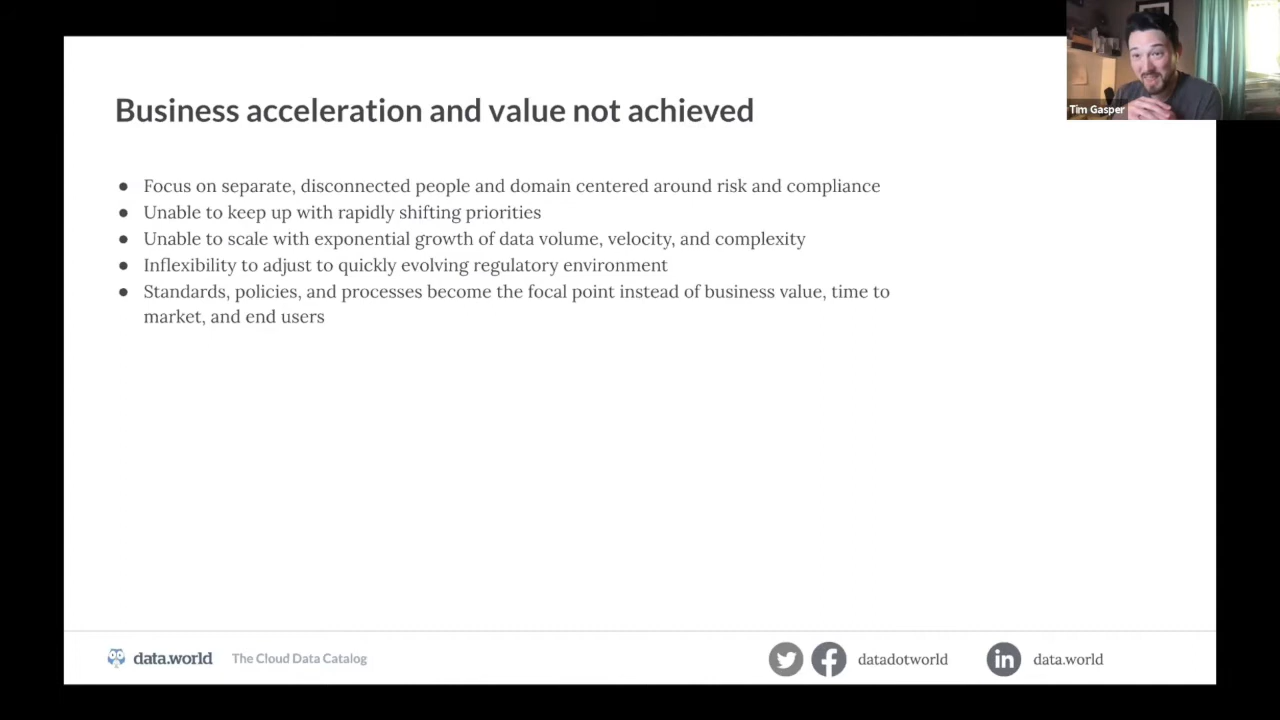 Tim Gasper
Business acceleration and value not achieved
● Focus on separate, disconnected people and domain centered around risk and compliance
● Unable to keep up with rapidly shifting priorities
● Unable to scale with exponential growth of data volume, velocity, and complexity
● Inflexibility to adjust to quickly evolving regulatory environment
● Standards, policies, and processes become the focal point instead of business value, time to
market, and end users
data.world The Cloud Data Catalog datadotworld in data.world